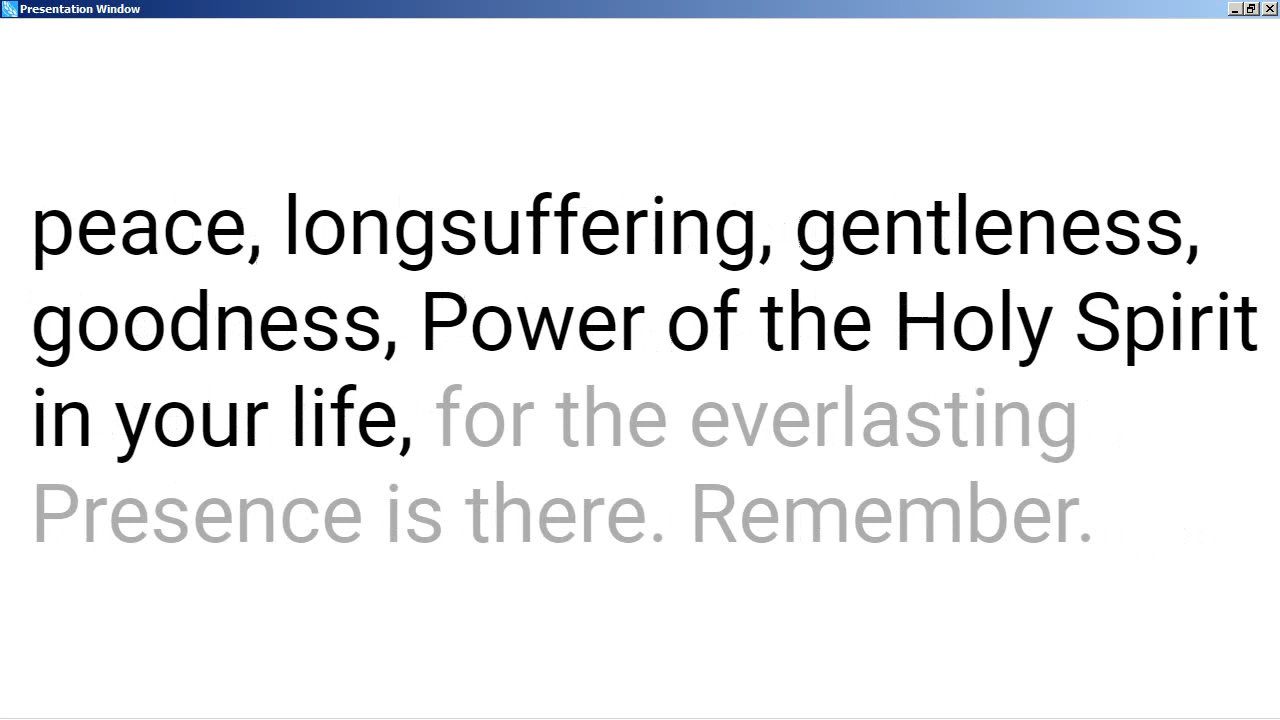 Presentation Window
peace, longsuffering, gentleness,
goodness, Power of the Holy Spirit
in your life, for the everlasting
Presence is there. Remember.